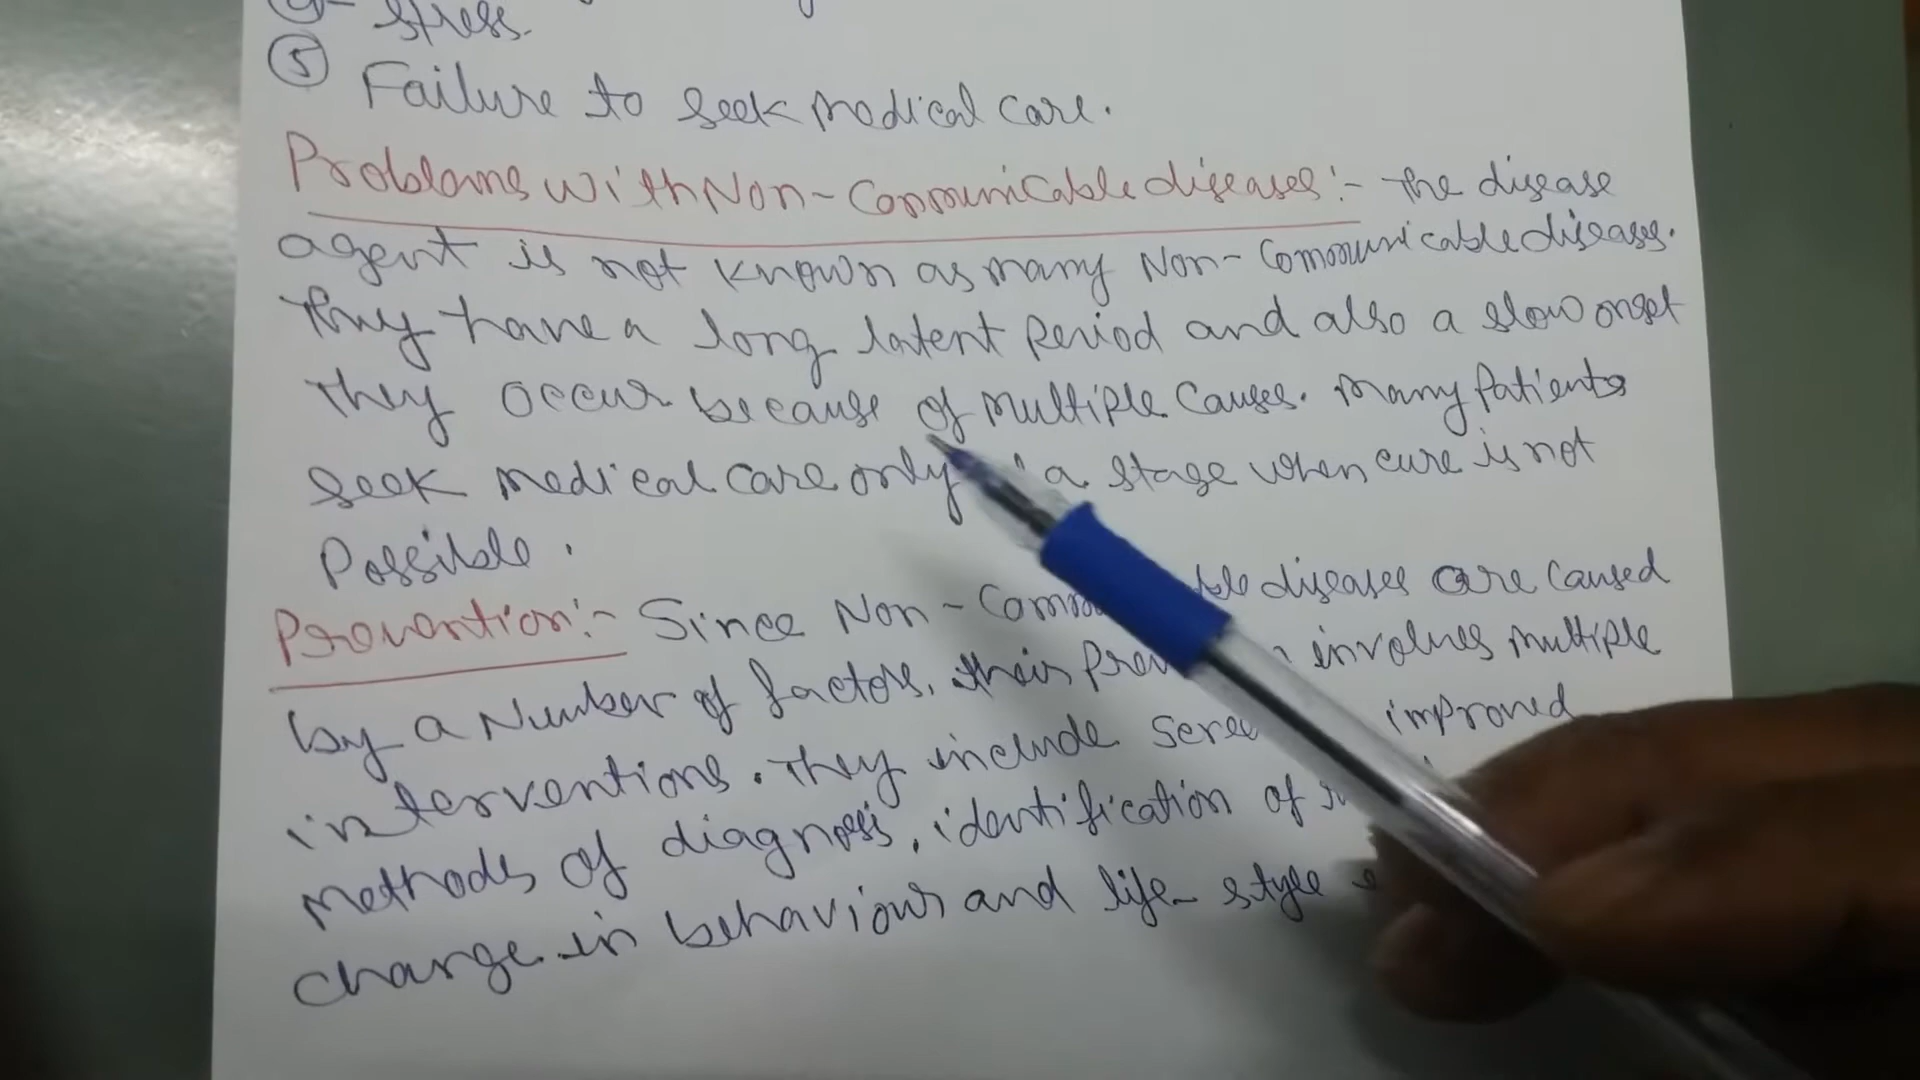 ④- Stress.
⑤ Failure to seek medical care.
Problems with Non-Communicable diseases:- The disease
agent is not known as many Non-Communicable diseases.
They have a long latent period and also a slow onset
They occur because of multiple causes. Many patients
seek medical care only a stage when cure is not
Possible.
Prevention:- Since Non- diseases are caused
by a Number of factors, their involves multiple
interventions. They include improved
methods of diagnosis, identification of
change in behaviour and life-style